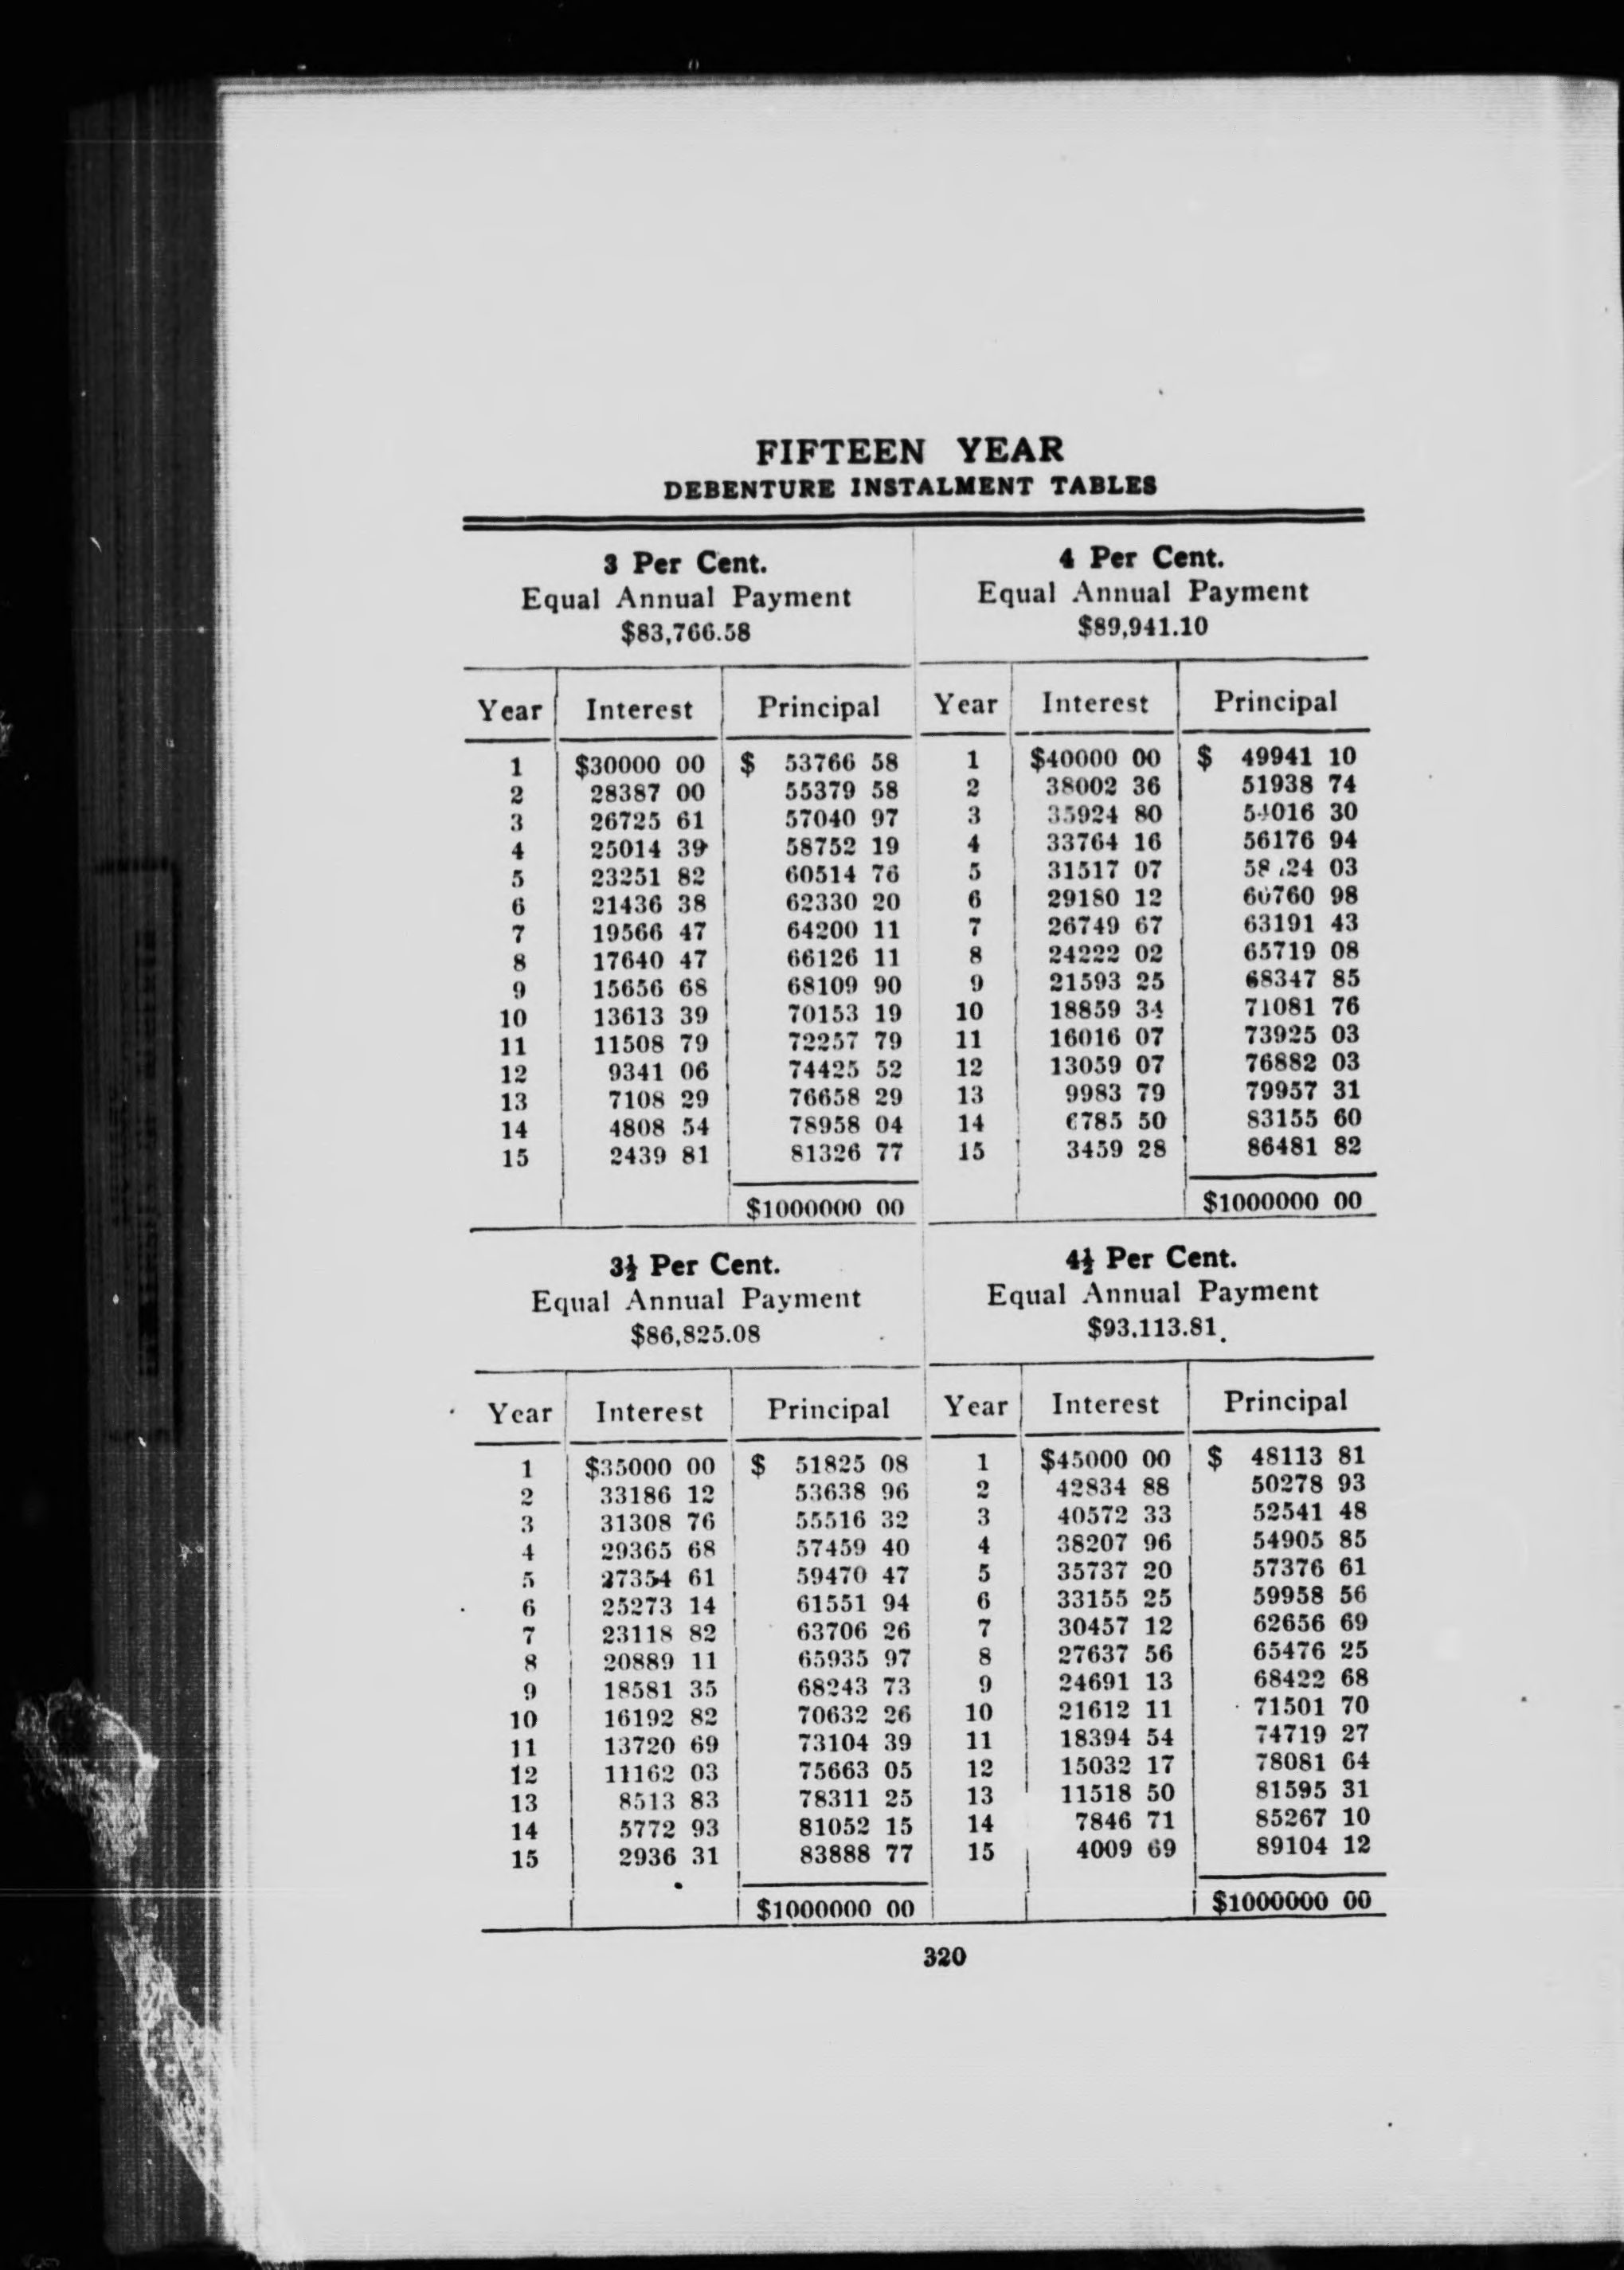 FIFTEEN YEAR
DEBENTURE INSTALMENT TABLES
3 Per Cent.
Equal Annual Payment
$83,766.58
Year Interest Principal
1 $30000 00 $ 53766 58
2 28387 00 55379 58
3 26725 61 57040 97
4 25014 39 58752 19
5 23251 82 60514 76
6 21436 38 62330 20
7 19566 47 64200 11
8 17640 47 66126 11
9 15656 68 68109 90
10 13613 39 70153 19
11 11508 79 72257 79
12 9341 06 74425 52
13 7108 29 76658 29
14 4808 54 78958 04
15 2439 81 81326 77
$1000000 00
4 Per Cent.
Equal Annual Payment
$89,941.10
Year Interest Principal
1 $40000 00 $ 49941 10
2 38002 36 51938 74
3 35924 80 54016 30
4 33764 16 56176 94
5 31517 07 03
6 29180 12 60760 98
7 26749 67 63191 43
8 24222 02 65719 08
9 21593 25 68347 85
10 18859 34 71081 76
11 16016 07 73925 03
12 13059 07 76882 03
13 9983 79 79957 31
14 6785 50 83155 60
15 3459 28 86481 82
$1000000 00
3½ Per Cent.
Equal Annual Payment
$86,825.08
Year Interest Principal
1 $35000 00 $ 51825 08
2 33186 12 53638 96
3 31308 76 55516 32
4 29365 68 57459 40
5 27354 61 59470 47
6 25273 14 61551 94
7 23118 82 63706 26
8 20889 11 65935 97
9 18581 35 68243 73
10 16192 82 70632 26
11 13720 69 73104 39
12 11162 03 75663 05
13 8513 83 78311 25
14 5772 93 81052 15
15 2936 31 83888 77
$1000000 00
4½ Per Cent.
Equal Annual Payment
$93.113.81.
Year Interest Principal
1 $45000 00 $ 48113 81
2 42834 88 50278 93
3 40572 33 52541 48
4 38207 96 54905 85
5 35737 20 57376 61
6 33155 25 59958 56
7 30457 12 62656 69
8 27637 56 65476 25
9 24691 13 68422 68
10 21612 11 71501 70
11 18394 54 74719 27
12 15032 17 78081 64
13 11518 50 81595 31
14 7846 71 85267 10
15 4009 69 89104 12
$1000000 00
320